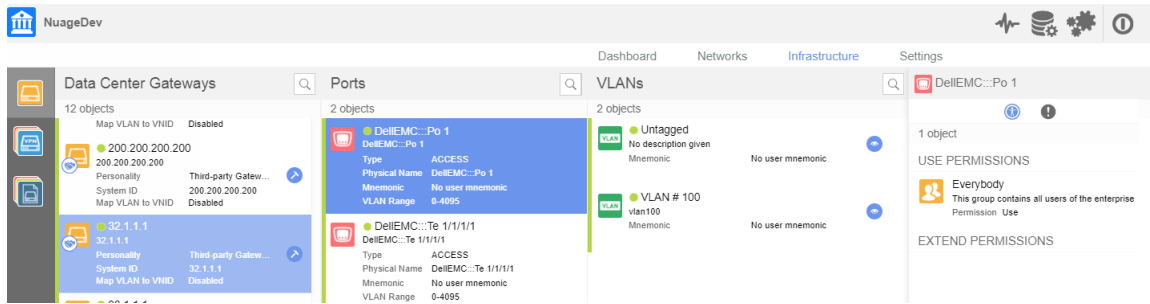 NuageDev
Dashboard Networks Infrastructure Settings
Data Center Gateways
12 objects
Map VLAN to VNID Disabled
200.200.200.200
200.200.200.200
Personality Third-party Gatew...
System ID 200.200.200.200
Map VLAN to VNID Disabled
32.1.1.1
32.1.1.1
Personality Third-party Gatew...
System ID 32.1.1.1
Map VLAN to VNID Disabled
Ports
2 objects
DellEMC:::Po 1
DellEMC:::Po 1
Type ACCESS
Physical Name DellEMC:::Po 1
Mnemonic No user mnemonic
VLAN Range 0-4095
DellEMC:::Te 1/1/1/1
DellEMC:::Te 1/1/1/1
Type ACCESS
Physical Name DellEMC:::Te 1/1/1/1
Mnemonic No user mnemonic
VLAN Range 0-4095
VLANs
2 objects
VLAN
Untagged
No description given
Mnemonic No user mnemonic
VLAN
VLAN # 100
vlan100
Mnemonic No user mnemonic
DellEMC:::Po 1
1 object
USE PERMISSIONS
Everybody
This group contains all users of the enterprise
Permission Use
EXTEND PERMISSIONS